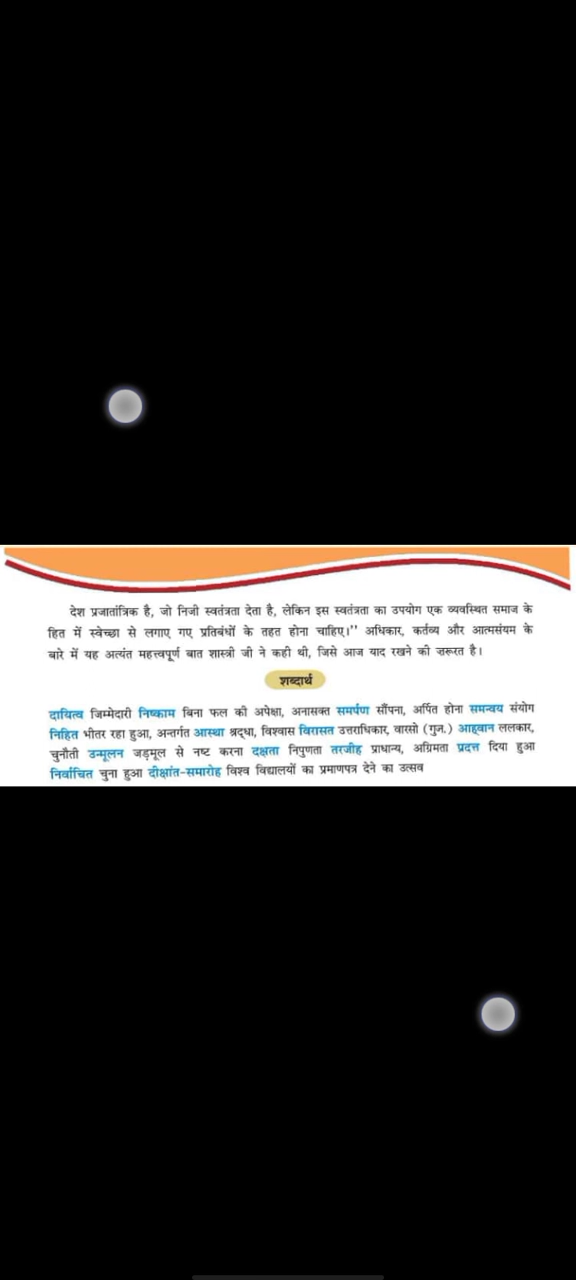 देश प्रजातांत्रिक है, जो निजी स्वतंत्रता देता है, लेकिन इस स्वतंत्रता का उपयोग एक व्यवस्थित समाज के
हित में स्वेच्छा से लगाए गए प्रतिबंधों के तहत होना चाहिए।'' अधिकार, कर्तव्य और आत्मसंयम के
बारे में यह अत्यंत महत्त्वपूर्ण बात शास्त्री जी ने कही थी, जिसे आज याद रखने की ज़रूरत है।
शब्दार्थ
दायित्व जिम्मेदारी निष्काम बिना फल की अपेक्षा, अनासक्त समर्पण सौंपना, अर्पित होना समन्वय संयोग
निहित भीतर रहा हुआ, अन्तर्गत आस्था श्रद्धा, विश्वास विरासत उत्तराधिकार, वारसो (गुज.) आह्वान ललकार,
चुनौती उन्मूलन जड़मूल से नष्ट करना दक्षता निपुणता तरजीह प्राधान्य, अग्रिमता प्रदत्त दिया हुआ
निर्वाचित चुना हुआ दीक्षांत-समारोह विश्व विद्यालयों का प्रमाणपत्र देने का उत्सव